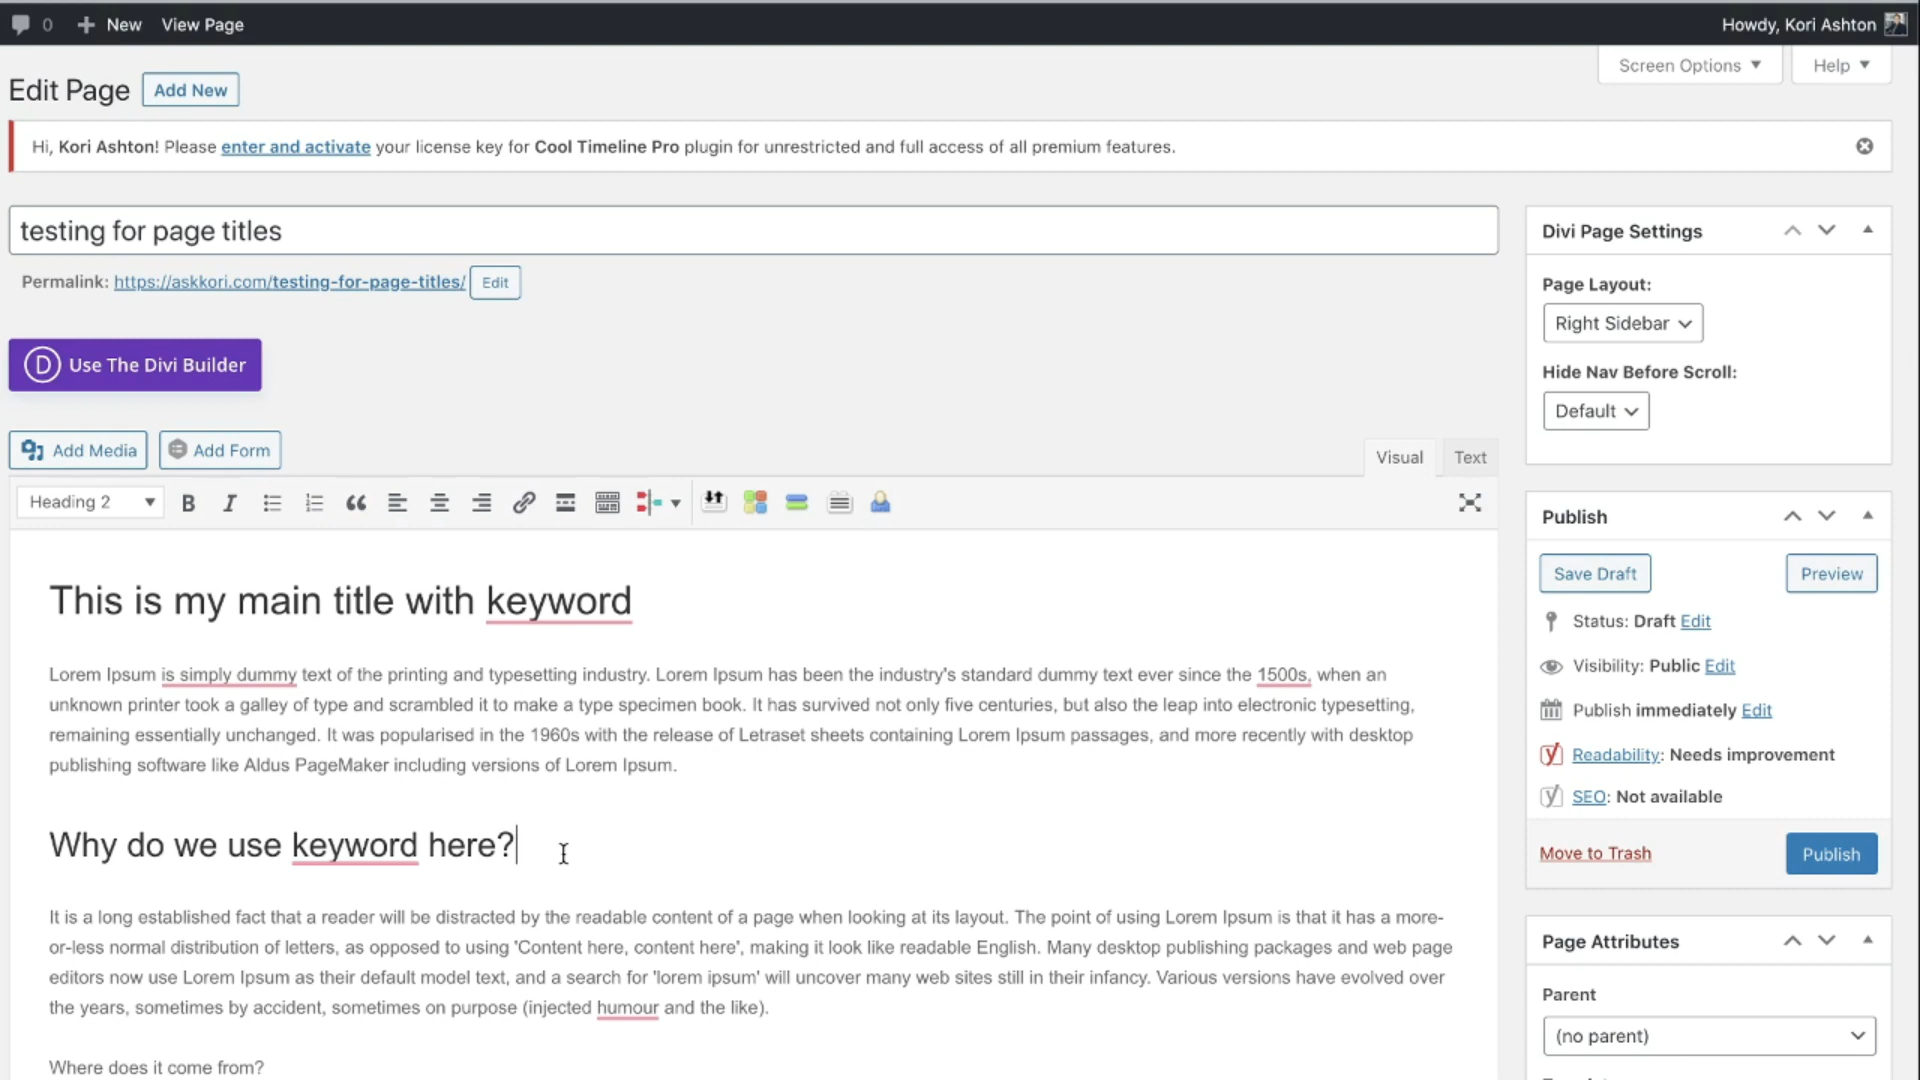 0 New View Page Howdy, Kori Ashton
Screen Options Help
Edit Page Add New
Hi, Kori Ashton! Please enter and activate your license key for Cool Timeline Pro plugin for unrestricted and full access of all premium features.
testing for page titles
Permalink: https://askkori.com/testing-for-page-titles/ Edit
D Use The Divi Builder
Add Media Add Form
Visual Text
Heading 2 B I
This is my main title with keyword
Lorem Ipsum is simply dummy text of the printing and typesetting industry. Lorem Ipsum has been the industry's standard dummy text ever since the 1500s, when an
unknown printer took a galley of type and scrambled it to make a type specimen book. It has survived not only five centuries, but also the leap into electronic typesetting,
remaining essentially unchanged. It was popularised in the 1960s with the release of Letraset sheets containing Lorem Ipsum passages, and more recently with desktop
publishing software like Aldus PageMaker including versions of Lorem Ipsum.
Why do we use keyword here?
It is a long established fact that a reader will be distracted by the readable content of a page when looking at its layout. The point of using Lorem Ipsum is that it has a more-
or-less normal distribution of letters, as opposed to using 'Content here, content here', making it look like readable English. Many desktop publishing packages and web page
editors now use Lorem Ipsum as their default model text, and a search for 'lorem ipsum' will uncover many web sites still in their infancy. Various versions have evolved over
the years, sometimes by accident, sometimes on purpose (injected humour and the like).
Where does it come from?
Divi Page Settings
Page Layout:
Right Sidebar
Hide Nav Before Scroll:
Default
Publish
Save Draft Preview
Status: Draft Edit
Visibility: Public Edit
Publish immediately Edit
Readability: Needs improvement
SEO: Not available
Move to Trash Publish
Page Attributes
Parent
(no parent)